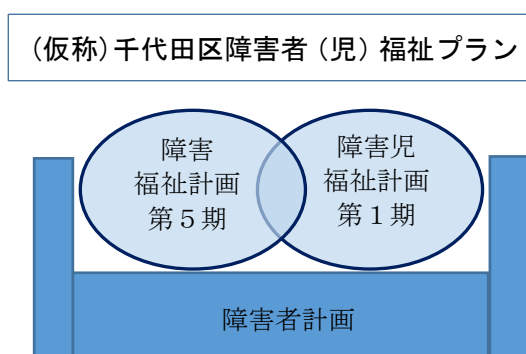 (仮称)千代田区障害者(児)福祉プラン
障害
福祉計画
第５期
障害児
福祉計画
第１期
障害者計画